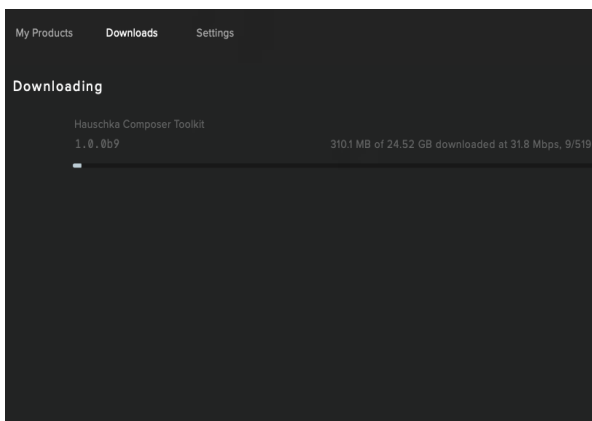 My Products Downloads Settings
Downloading
Hauschka Composer Toolkit
1.0.0b9 310.1 MB of 24.52 GB downloaded at 31.8 Mbps, 9/519